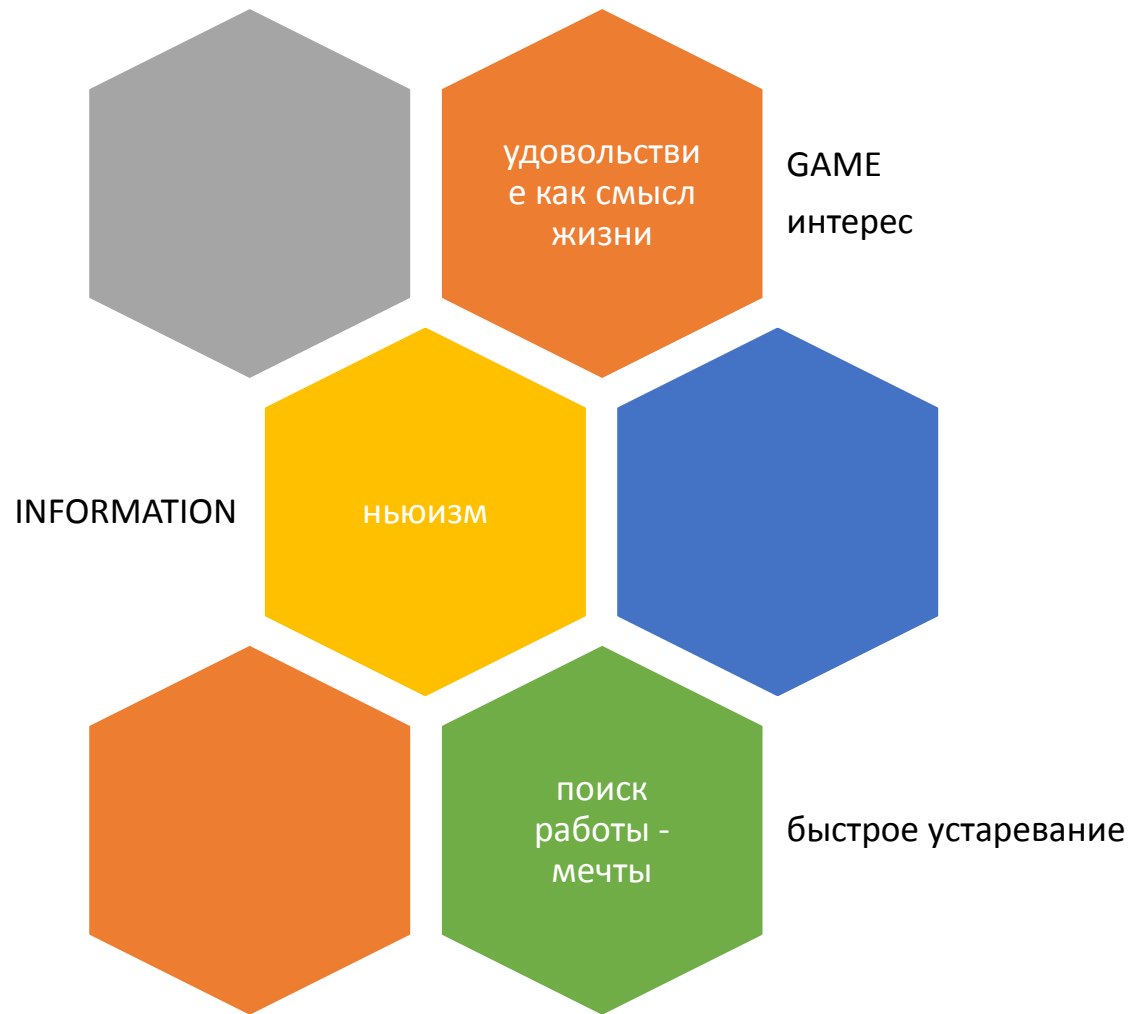 удовольстви
е как смысл
жизни
GAME
интерес
INFORMATION
ньюизм
поиск
работы -
мечты
быстрое устаревание